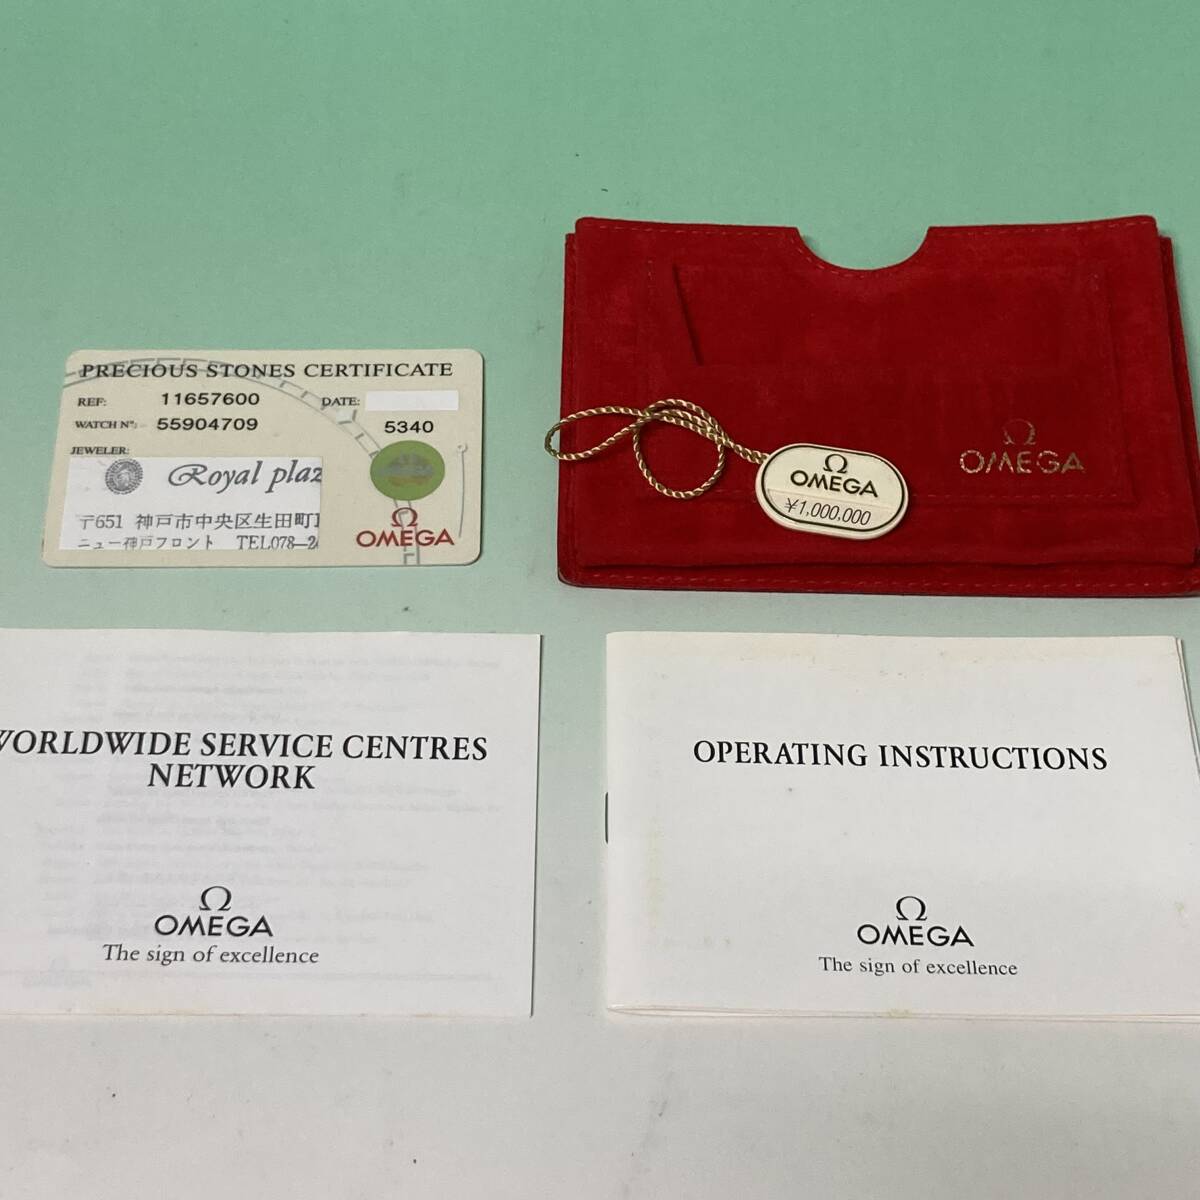 PRECIOUS STONES CERTIFICATE
REF: 11657600 DATE:
WATCH Nº: 55904709 5340
JEWELER:
Royal plaz
〒651 神戸市中央区生田町
ニュー神戸フロント TEL078-2
Ω
OMEGA
Ω
OMEGA
¥1,000,000
Ω
OMEGA
WORLDWIDE SERVICE CENTRES
NETWORK
Ω
OMEGA
The sign of excellence
OPERATING INSTRUCTIONS
Ω
OMEGA
The sign of excellence